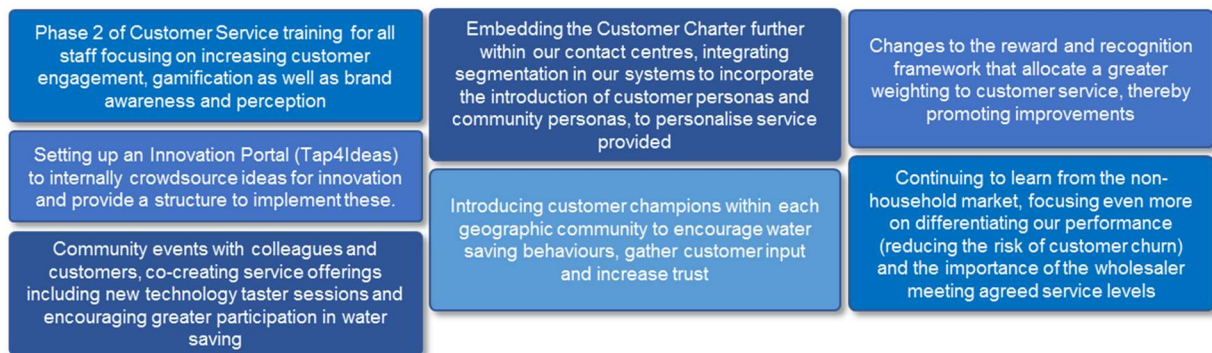 Phase 2 of Customer Service training for all
staff focusing on increasing customer
engagement, gamification as well as brand
awareness and perception
Setting up an Innovation Portal (Tap4Ideas)
to internally crowdsource ideas for innovation
and provide a structure to implement these.
Community events with colleagues and
customers, co-creating service offerings
including new technology taster sessions and
encouraging greater participation in water
saving
Embedding the Customer Charter further
within our contact centres, integrating
segmentation in our systems to incorporate
the introduction of customer personas and
community personas, to personalise service
provided
Introducing customer champions within each
geographic community to encourage water
saving behaviours, gather customer input
and increase trust
Changes to the reward and recognition
framework that allocate a greater
weighting to customer service, thereby
promoting improvements
Continuing to learn from the non-
household market, focusing even more
on differentiating our performance
(reducing the risk of customer churn)
and the importance of the wholesaler
meeting agreed service levels